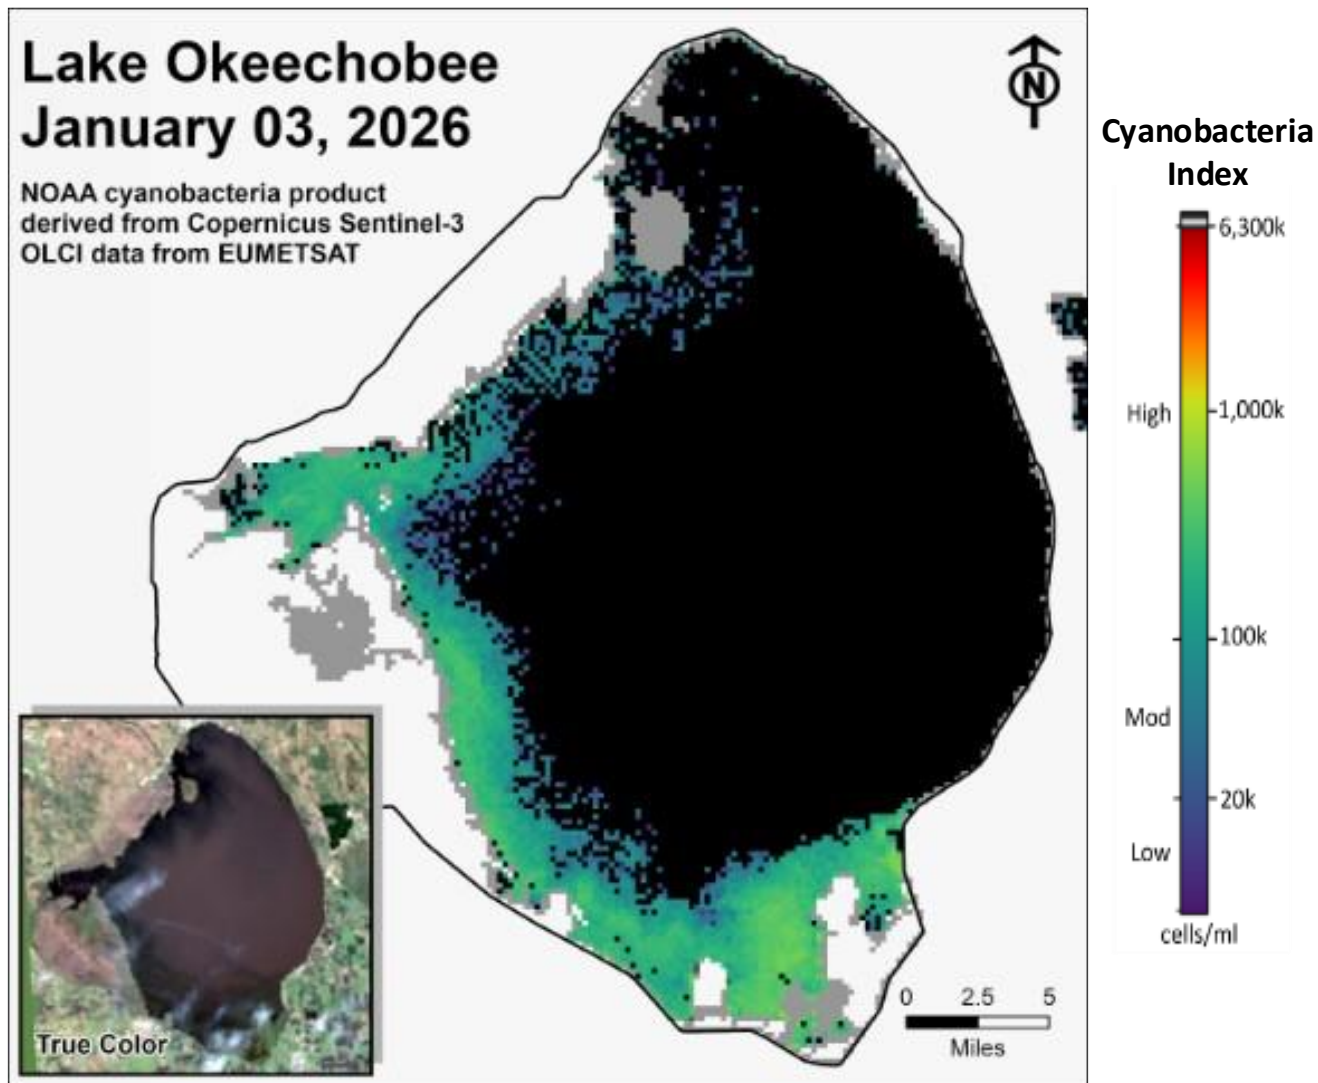 Lake Okeechobee
January 03, 2026
NOAA cyanobacteria product
derived from Copernicus Sentinel-3
OLCI data from EUMETSAT
N
Cyanobacteria
Index
6,300k
High
1,000k
100k
Mod
20k
Low
cells/ml
0 2.5 5
Miles
True Color